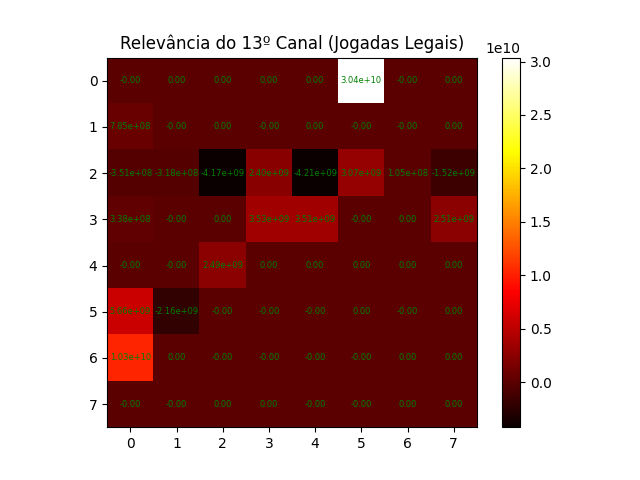 Relevância do 13º Canal (Jogadas Legais)
1e10
0 -0.00 -0.00 0.00 0.00 0.00 3.04e+10 -0.00 0.00
1 7.85e+08 -0.00 0.00 -0.00 0.00 -0.00 -0.00 0.00
2 -3.51e+08 -3.18e+08 -4.17e+09 2.40e+09 -4.21e+09 3.07e+09 1.05e+08 -1.52e+09
3 3.39e+08 -0.00 0.00 3.53e+09 3.51e+09 -0.00 0.00 2.51e+09
4 -0.00 -0.00 2.49e+09 0.00 0.00 0.00 0.00 0.00
5 -2.16e+09 -0.00 -0.00 -0.00 -0.00 -0.00 0.00
6 1.09e+10 0.00 -0.00 -0.00 -0.00 -0.00 -0.00 -0.00
7 -0.00 -0.00 0.00 0.00 -0.00 0.00 0.00 0.00
0 1 2 3 4 5 6 7
3.0
2.5
2.0
1.5
1.0
0.5
0.0